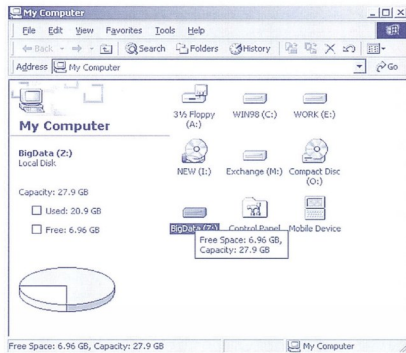 My Computer
File Edit View Favorites Tools Help
Back Search Folders History
Address My Computer Go
My Computer
BigData (Z:)
Local Disk
Capacity: 27.9 GB
Used: 20.9 GB
Free: 6.96 GB
3½ Floppy (A:)
WIN98 (C:)
WORK (E:)
NEW (I:)
Exchange (M:)
Compact Disc (O:)
BigData (Z:)
Control Panel
Mobile Device
Free Space: 6.96 GB,
Capacity: 27.9 GB
Free Space: 6.96 GB, Capacity: 27.9 GB
My Computer